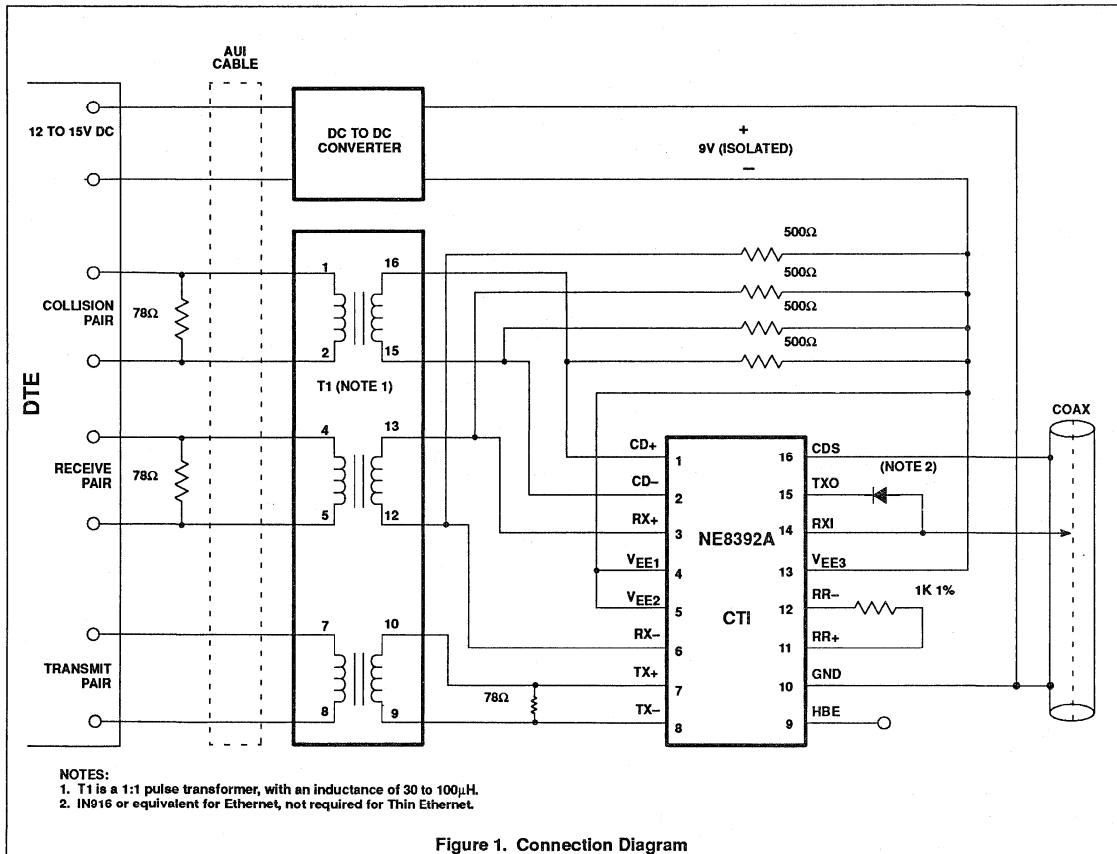 AUI
CABLE
12 TO 15V DC
DC TO DC
CONVERTER
+
9V (ISOLATED)
–
500Ω
500Ω
500Ω
500Ω
1
16
COLLISION
PAIR
78Ω
2
15
T1 (NOTE 1)
DTE
4
13
RECEIVE
PAIR
78Ω
5
12
COAX
CD+
1
16
CDS
(NOTE 2)
CD–
2
15
TXO
RX+
3
NE8392A
14
RXI
VEE1
4
13
VEE3
1K 1%
VEE2
5
CTI
12
RR–
RX–
6
11
RR+
7
10
TX+
7
10
GND
TRANSMIT
PAIR
78Ω
8
9
TX–
8
9
HBE
NOTES:
1. T1 is a 1:1 pulse transformer, with an inductance of 30 to 100µH.
2. IN916 or equivalent for Ethernet, not required for Thin Ethernet.
Figure 1. Connection Diagram